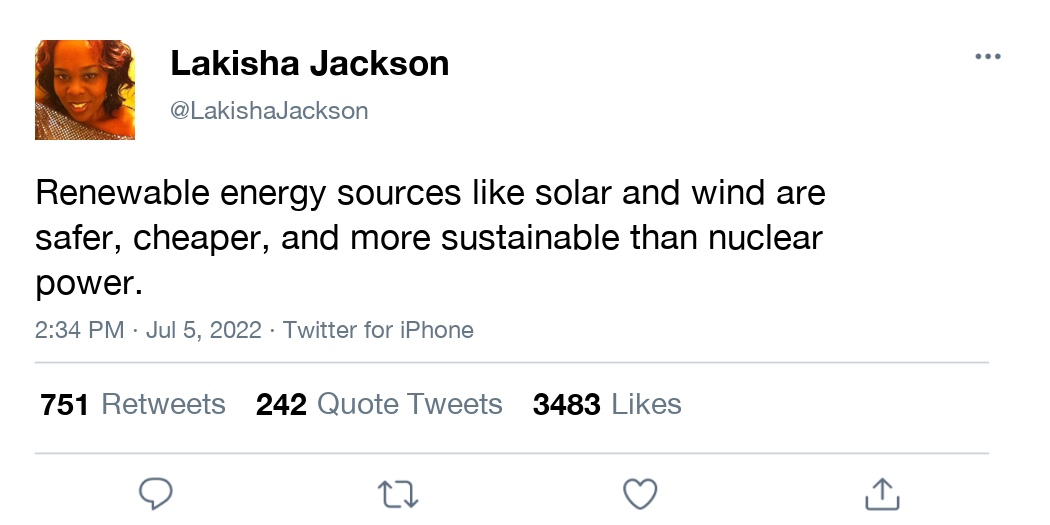 Lakisha Jackson
@LakishaJackson
Renewable energy sources like solar and wind are
safer, cheaper, and more sustainable than nuclear
power.
2:34 PM · Jul 5, 2022 · Twitter for iPhone
751 Retweets 242 Quote Tweets 3483 Likes